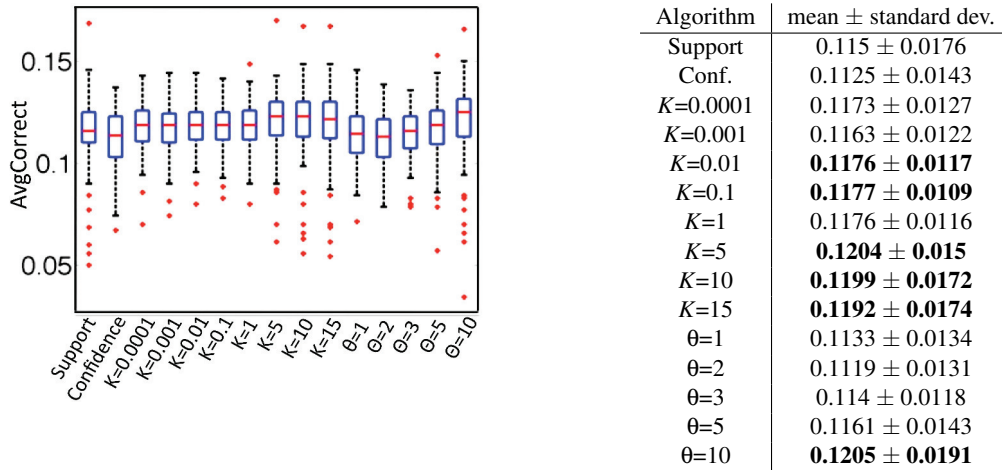 AvgCorrect
0.15
0.1
0.05
Support
Confidence
K=0.0001
K=0.001
K=0.01
K=0.1
K=1
K=5
K=10
K=15
θ=1
Θ=2
Θ=3
Θ=5
Θ=10
Algorithm mean ± standard dev.
Support 0.115 ± 0.0176
Conf. 0.1125 ± 0.0143
K=0.0001 0.1173 ± 0.0127
K=0.001 0.1163 ± 0.0122
K=0.01 0.1176 ± 0.0117
K=0.1 0.1177 ± 0.0109
K=1 0.1176 ± 0.0116
K=5 0.1204 ± 0.015
K=10 0.1199 ± 0.0172
K=15 0.1192 ± 0.0174
θ=1 0.1133 ± 0.0134
θ=2 0.1119 ± 0.0131
θ=3 0.114 ± 0.0118
θ=5 0.1161 ± 0.0143
θ=10 0.1205 ± 0.0191